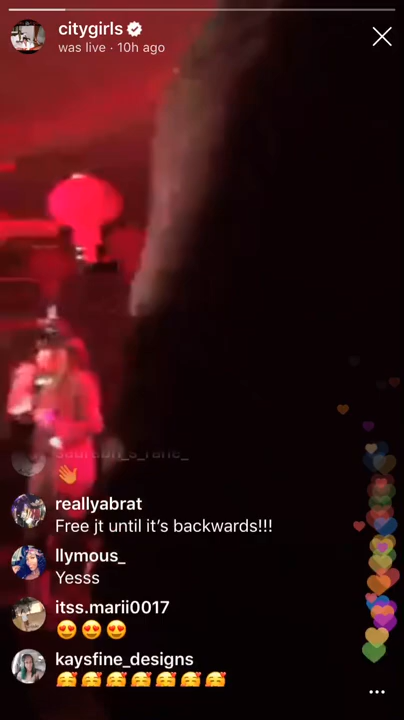 citygirls
was live · 10h ago
👋
reallyabrat
Free jt until it’s backwards!!!
llymous_
Yesss
itss.marii0017
😍😍😍
kaysfine_designs
🥰🥰🥰🥰🥰🥰🥰